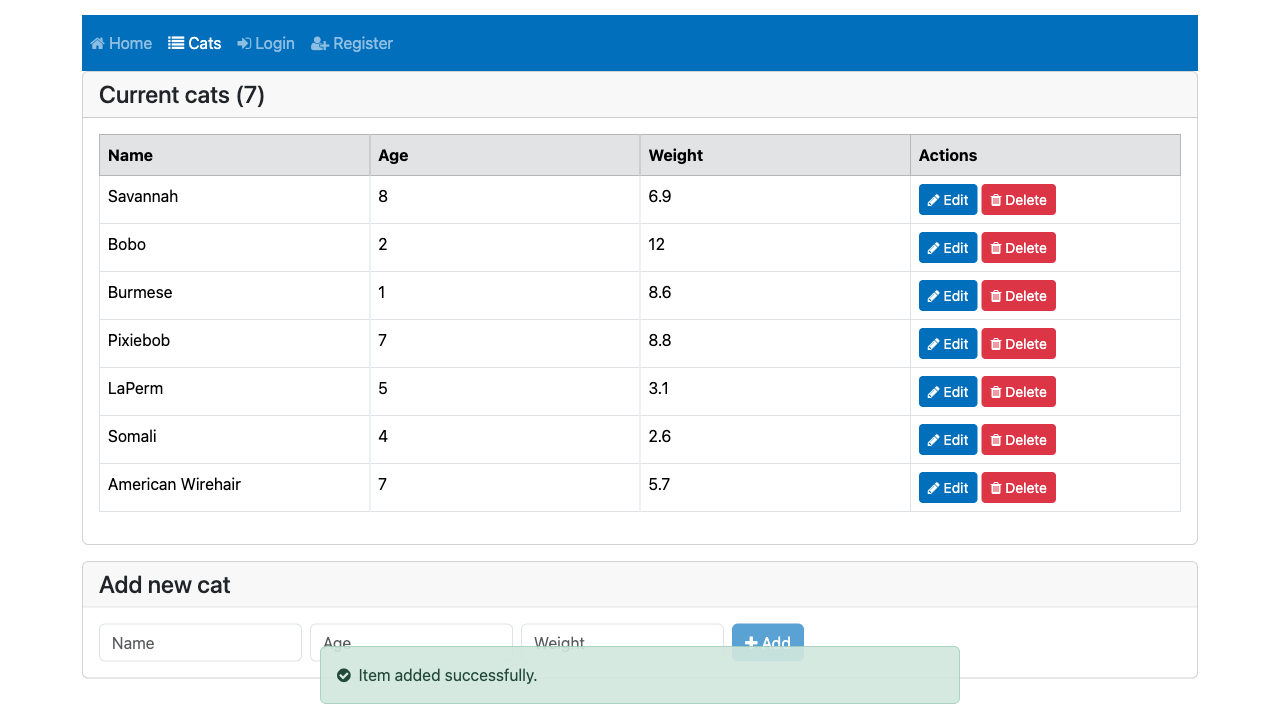 Home Cats Login Register
Current cats (7)
Name Age Weight Actions
Savannah 8 6.9 Edit Delete
Bobo 2 12 Edit Delete
Burmese 1 8.6 Edit Delete
Pixiebob 7 8.8 Edit Delete
LaPerm 5 3.1 Edit Delete
Somali 4 2.6 Edit Delete
American Wirehair 7 5.7 Edit Delete
Add new cat
Name Age Weight Add
Item added successfully.